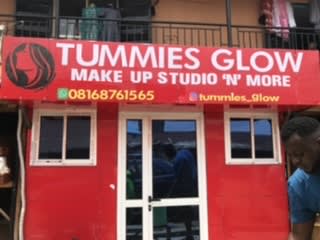 TUMMIES GLOW
MAKE UP STUDIO 'N' MORE
08168761565 tummies_glow